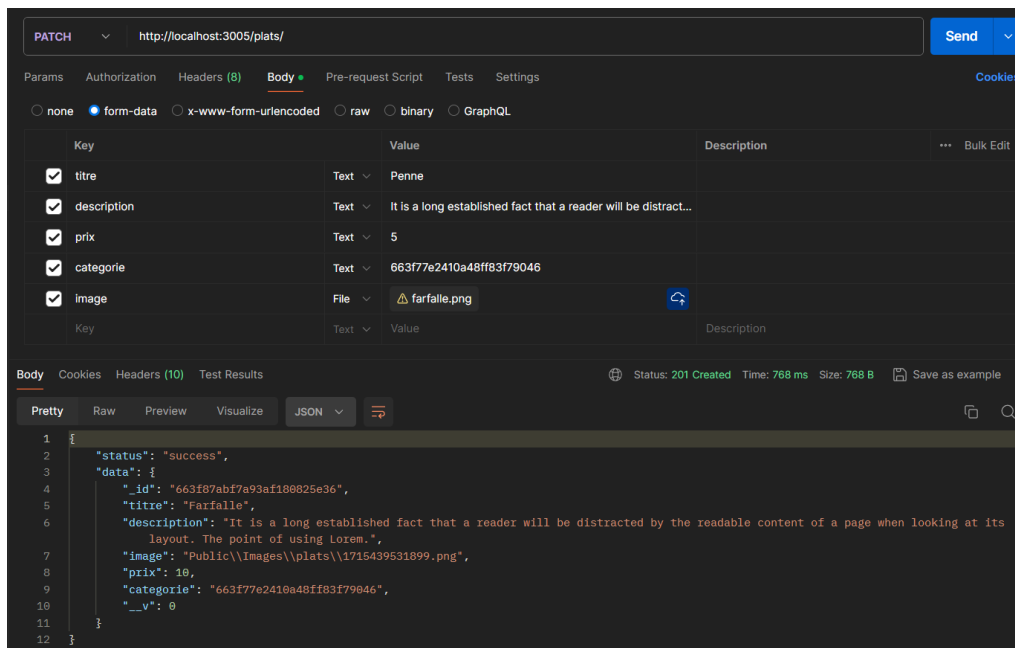 PATCH http://localhost:3005/plats/ Send
Params Authorization Headers (8) Body Pre-request Script Tests Settings Cookies
none form-data x-www-form-urlencoded raw binary GraphQL
Key Value Description ••• Bulk Edit
titre Text Penne
description Text It is a long established fact that a reader will be distract...
prix Text 5
categorie Text 663f77e2410a48ff83f79046
image File farfalle.png
Key Text Value Description
Body Cookies Headers (10) Test Results Status: 201 Created Time: 768 ms Size: 768 B Save as example
Pretty Raw Preview Visualize JSON
1 {
2 "status": "success",
3 "data": {
4 "_id": "663f87abf7a93af180825e36",
5 "titre": "Farfalle",
6 "description": "It is a long established fact that a reader will be distracted by the readable content of a page when looking at its
layout. The point of using Lorem.",
7 "image": "Public\\Images\\plats\\1715439531899.png",
8 "prix": 10,
9 "categorie": "663f77e2410a48ff83f79046",
10 "__v": 0
11 }
12 }